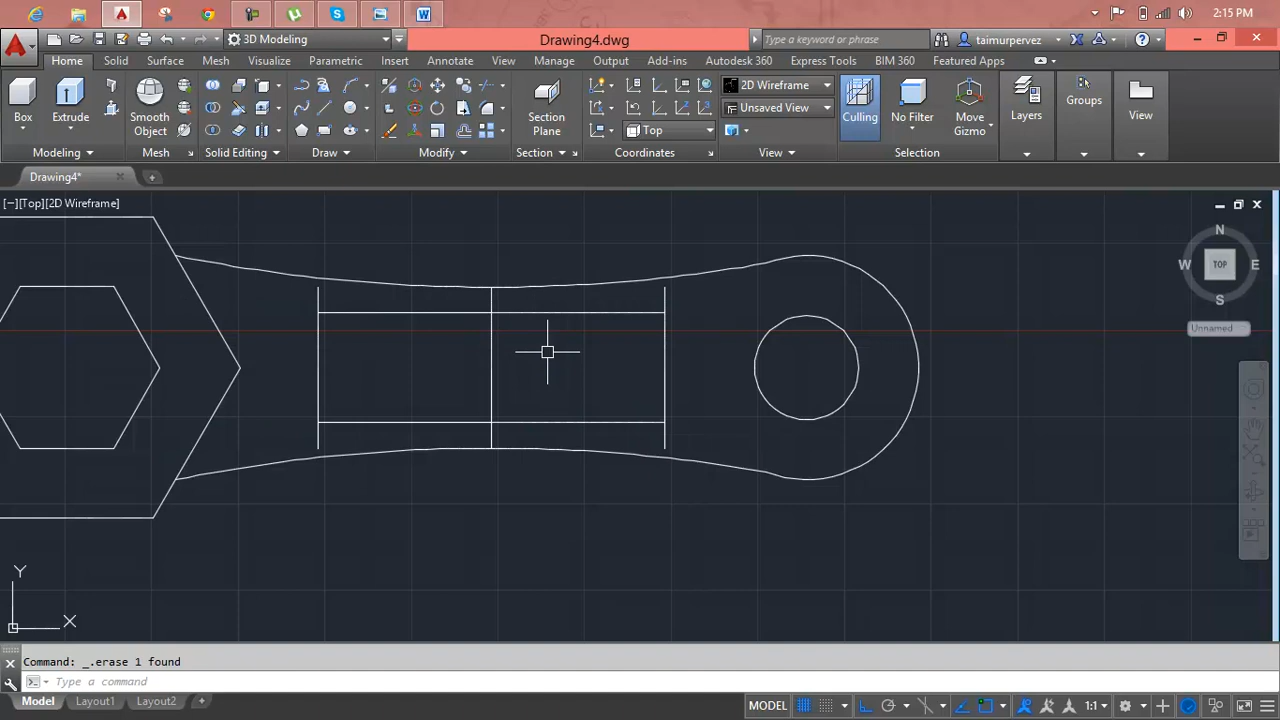 2:15 PM
3D Modeling
Drawing4.dwg
Type a keyword or phrase
taimurpervez
Home Solid Surface Mesh Visualize Parametric Insert Annotate View Manage Output Add-ins Autodesk 360 Express Tools BIM 360 Featured Apps
2D Wireframe
Unsaved View
Top
Box
Extrude
Smooth
Object
Section
Plane
Culling
No Filter
Move
Gizmo
Layers
Groups
View
Modeling Mesh Solid Editing Draw Modify Section Coordinates View Selection
Drawing4*
[−][Top][2D Wireframe]
N
W
TOP
E
S
Unnamed
Y
X
Command: _.erase 1 found
Type a command
Model Layout1 Layout2
MODEL
1:1